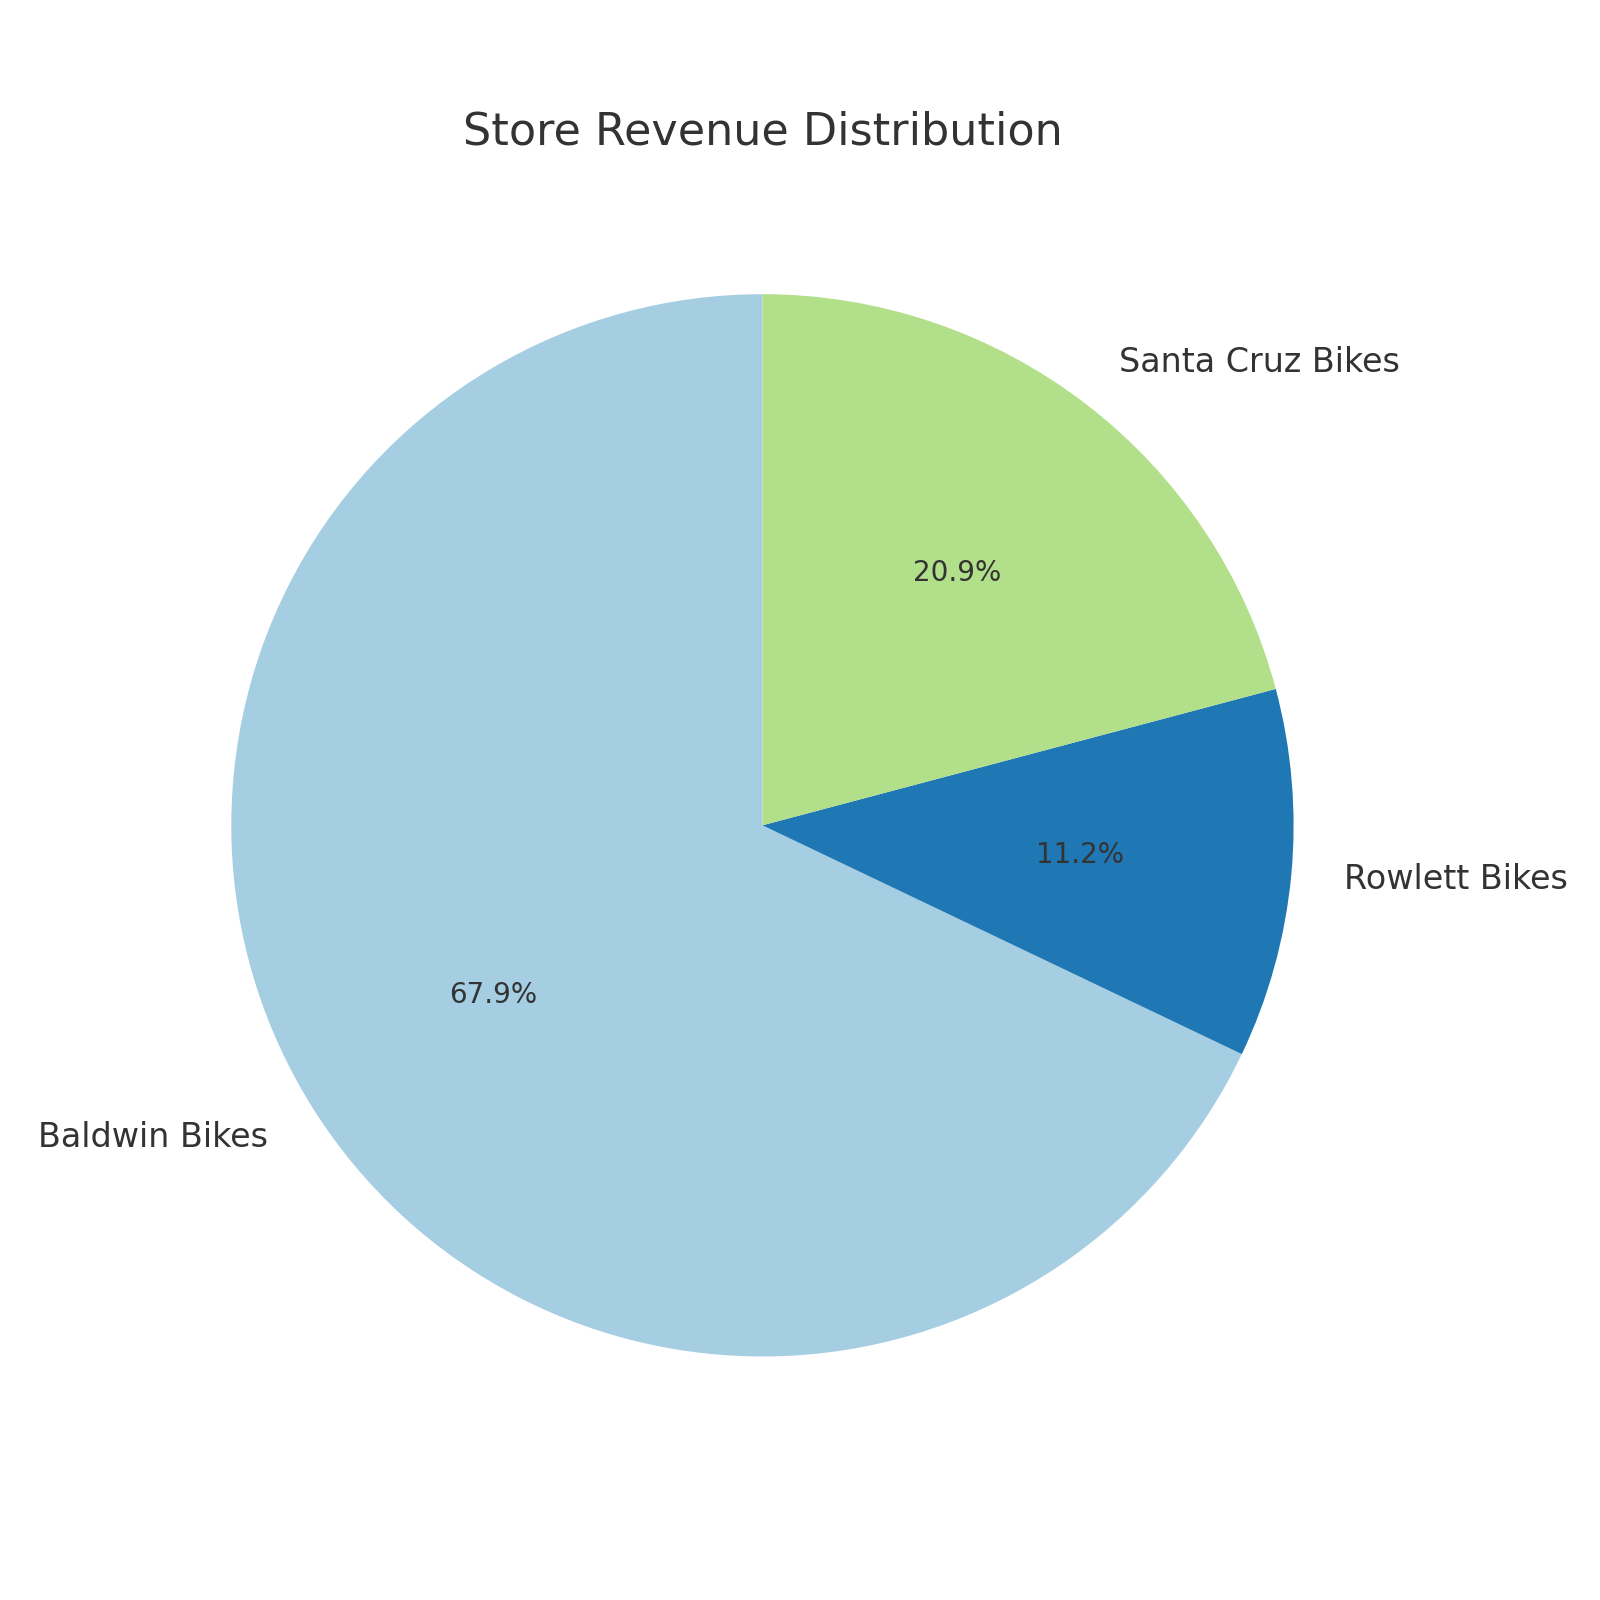 Store Revenue Distribution
Santa Cruz Bikes
20.9%
11.2%
Rowlett Bikes
67.9%
Baldwin Bikes